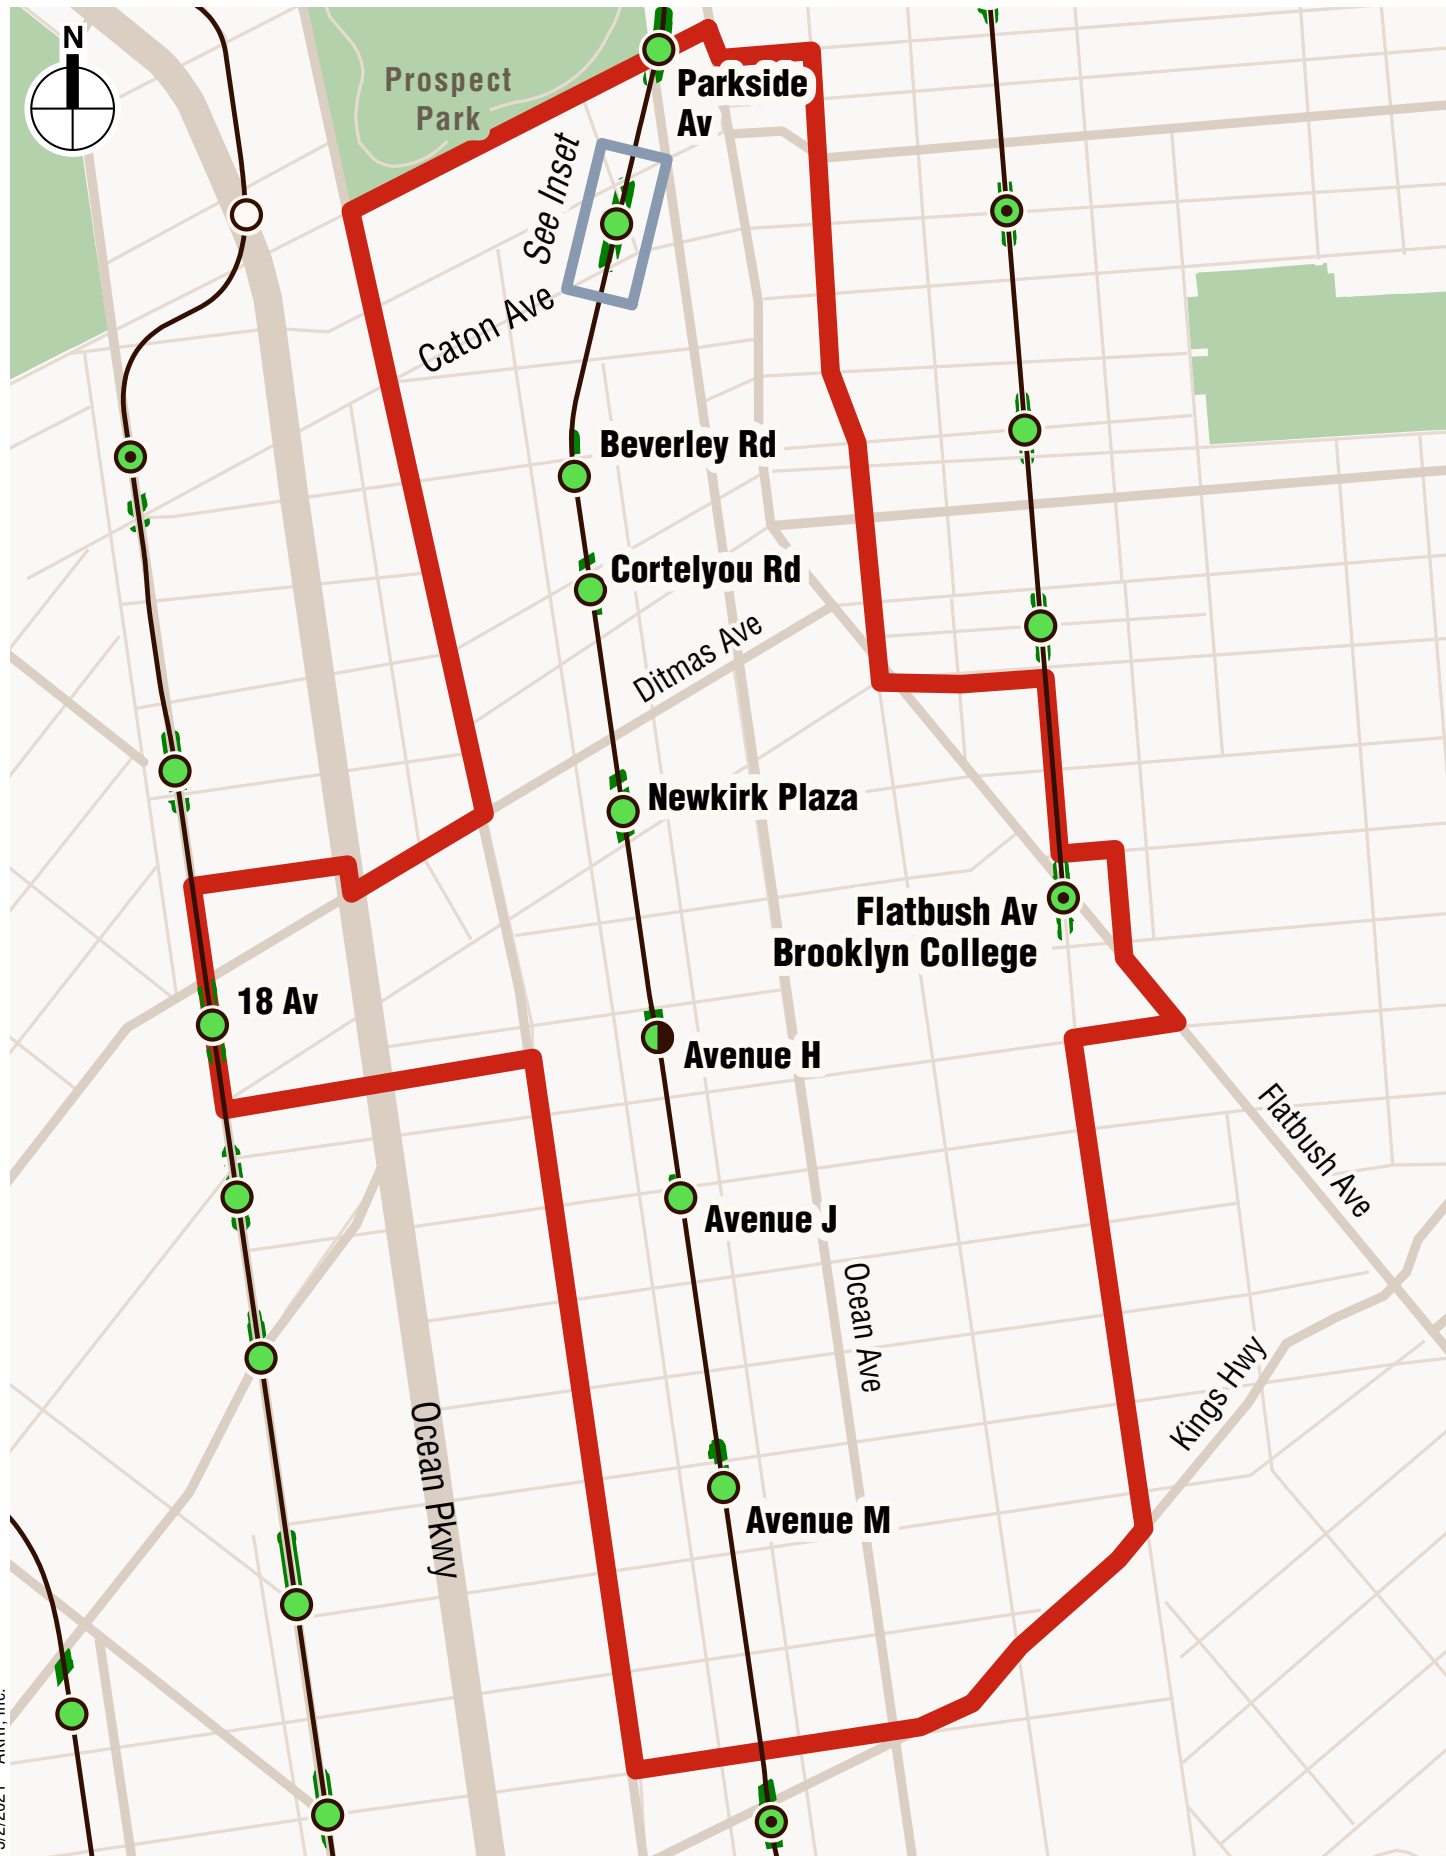 N
Prospect
Park
Parkside
Av
See Inset
Caton Ave
Beverley Rd
Cortelyou Rd
Ditmas Ave
Newkirk Plaza
Flatbush Av
Brooklyn College
18 Av
Avenue H
Avenue J
Flatbush Ave
Ocean Ave
Kings Hwy
Ocean Pkwy
Avenue M